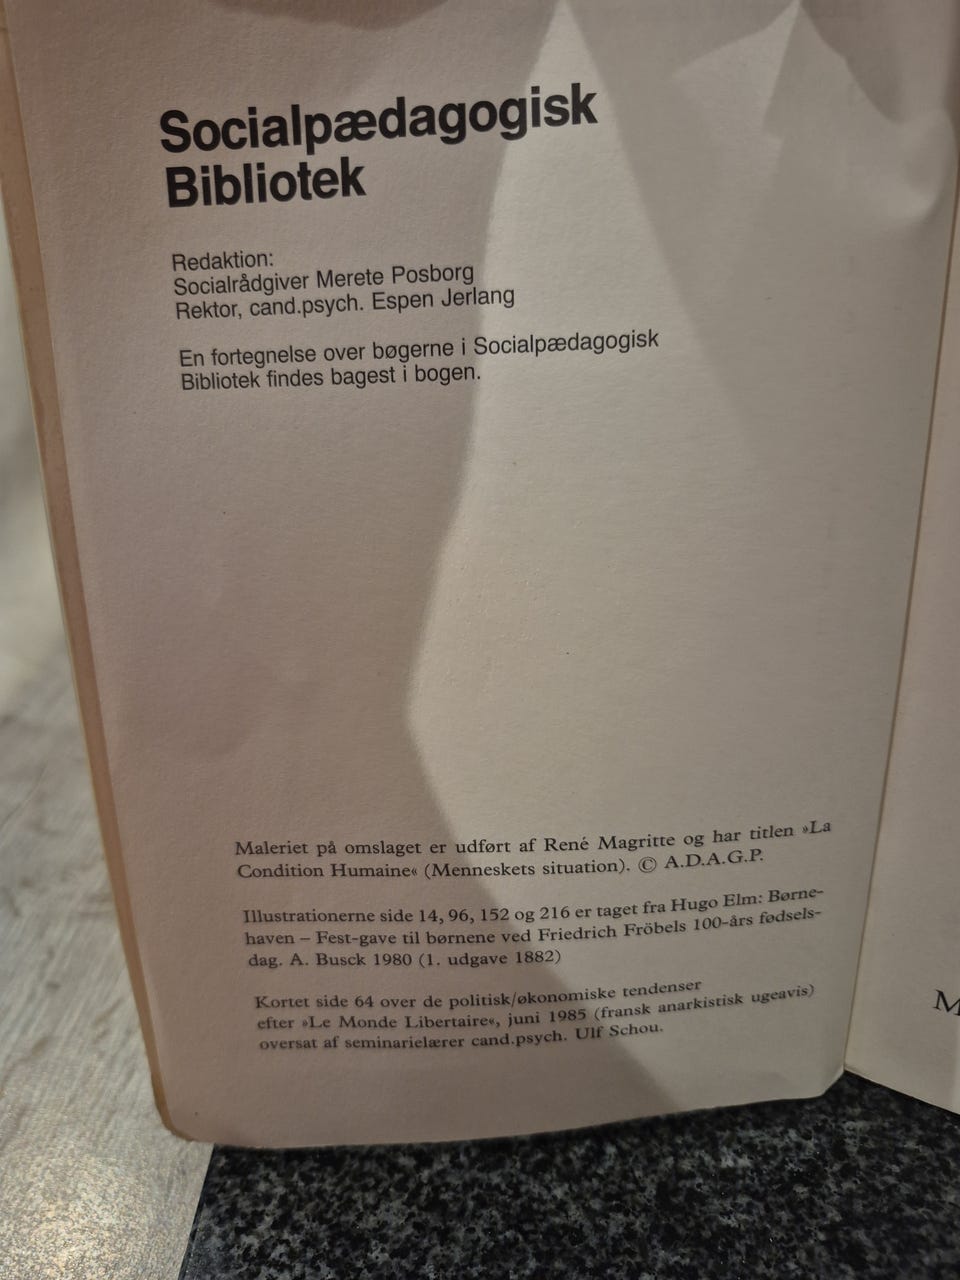 Socialpædagogisk
Bibliotek
Redaktion:
Socialrådgiver Merete Posborg
Rektor, cand.psych. Espen Jerlang
En fortegnelse over bøgerne i Socialpædagogisk
Bibliotek findes bagest i bogen.
Maleriet på omslaget er udført af René Magritte og har titlen »La
Condition Humaine« (Menneskets situation). © A.D.A.G.P.
Illustrationerne side 14, 96, 152 og 216 er taget fra Hugo Elm: Børne-
haven – Fest-gave til børnene ved Friedrich Fröbels 100-års fødsels-
dag. A. Busck 1980 (1. udgave 1882)
Kortet side 64 over de politisk/økonomiske tendenser
efter »Le Monde Libertaire«, juni 1985 (fransk anarkistisk ugeavis)
oversat af seminarielærer cand.psych. Ulf Schou.